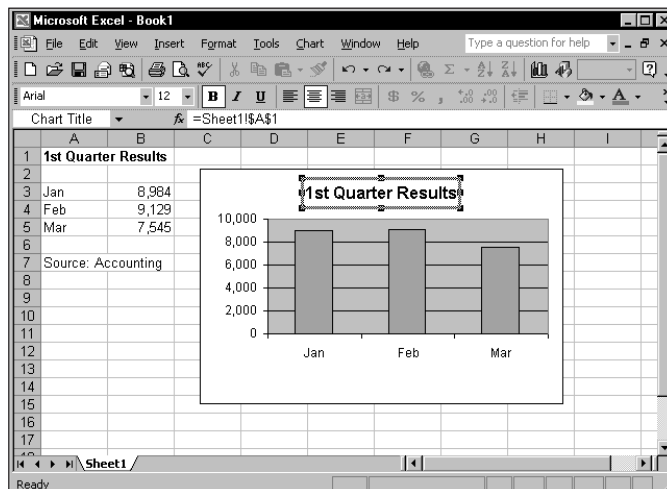 Microsoft Excel - Book1
File Edit View Insert Format Tools Chart Window Help Type a question for help
Arial 12 B I U $ % ,
Chart Title fx =Sheet1!$A$1
A B C D E F G H I
1 1st Quarter Results
2
3 Jan 8,984
4 Feb 9,129
5 Mar 7,545
6
7 Source: Accounting
8
9
10
11
12
13
14
15
16
17
1st Quarter Results
10,000
8,000
6,000
4,000
2,000
0
Jan Feb Mar
Sheet1
Ready